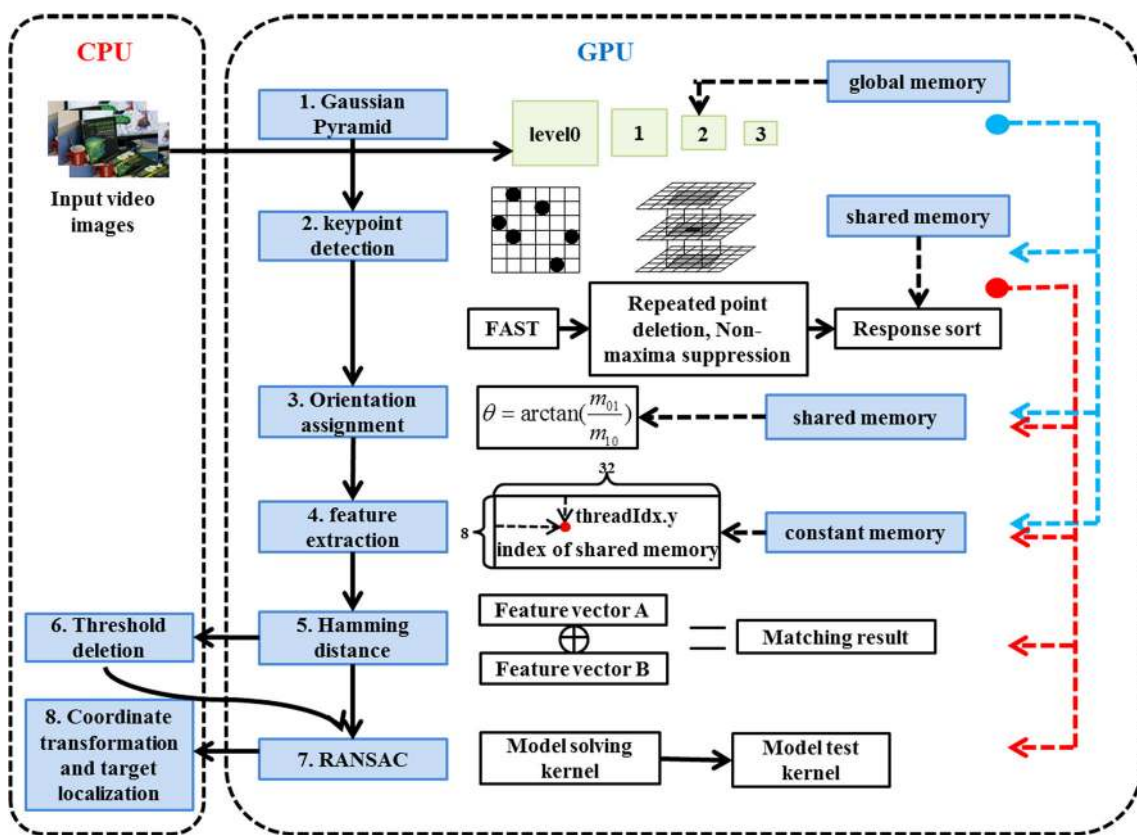 CPU
GPU
Input video
images
1. Gaussian
Pyramid
level0
1
2
3
global memory
2. keypoint
detection
shared memory
FAST
Repeated point
deletion, Non-
maxima suppression
Response sort
3. Orientation
assignment
θ = arctan(m01/m10)
shared memory
32
4. feature
extraction
8
threadIdx.y
index of shared memory
constant memory
6. Threshold
deletion
5. Hamming
distance
Feature vector A
⊕
Feature vector B
=
Matching result
8. Coordinate
transformation
and target
localization
7. RANSAC
Model solving
kernel
Model test
kernel